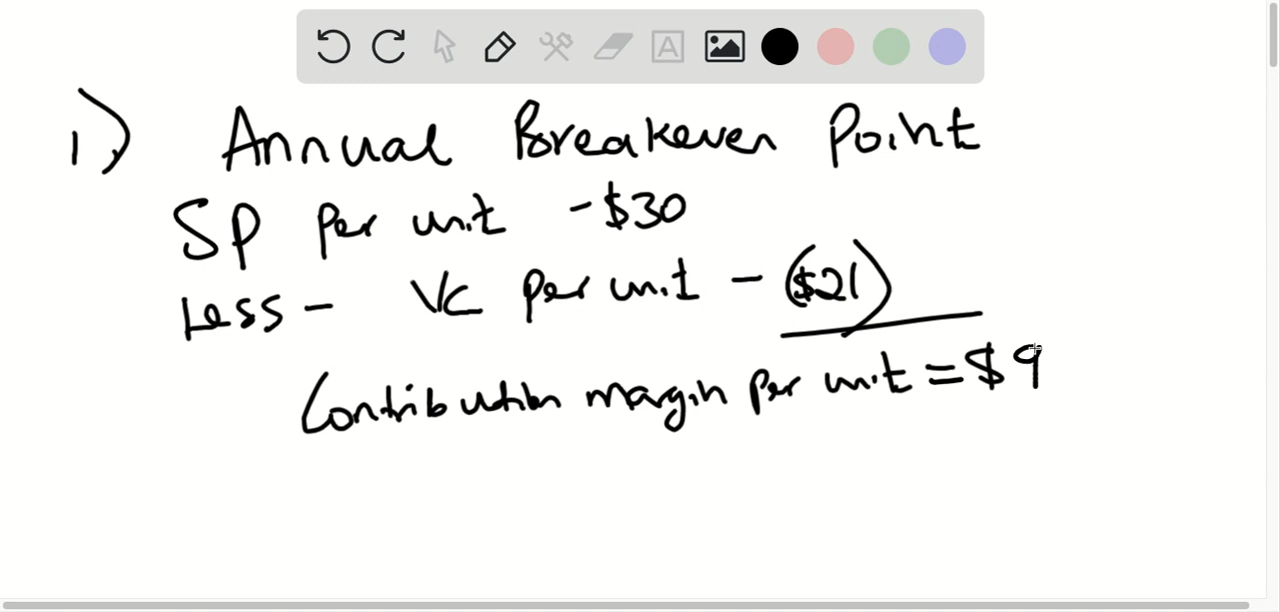 1) Annual Breakeven Point
SP per unit - $30
Less - VC per unit - ($21)
Contribution margin per unit = $9